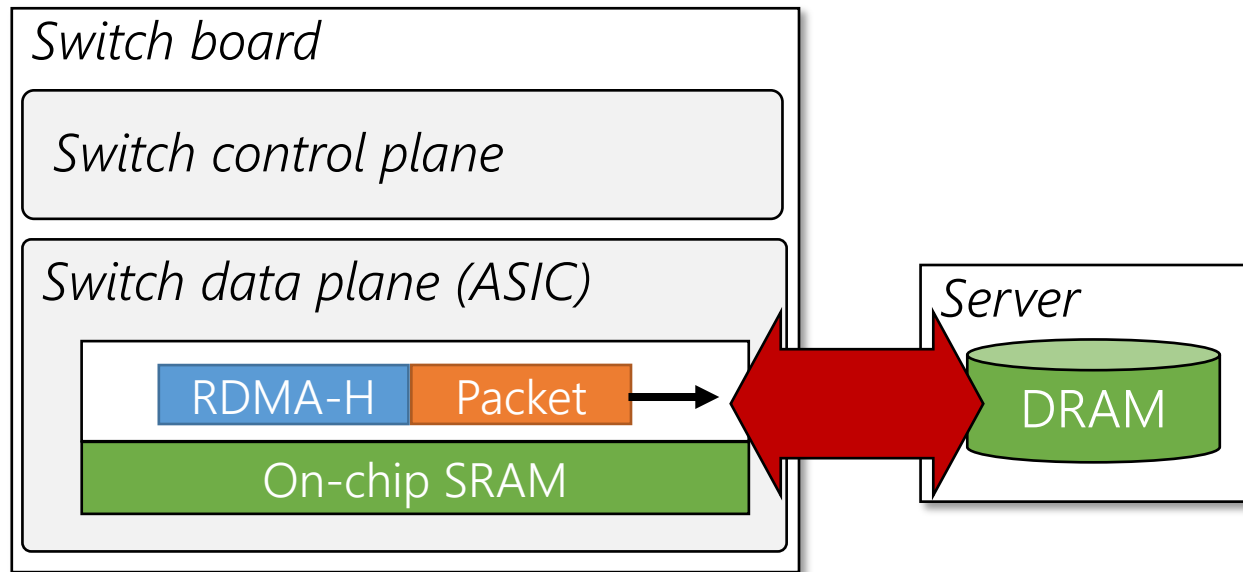 Switch board
Switch control plane
Switch data plane (ASIC)
RDMA-H
Packet
On-chip SRAM
Server
DRAM